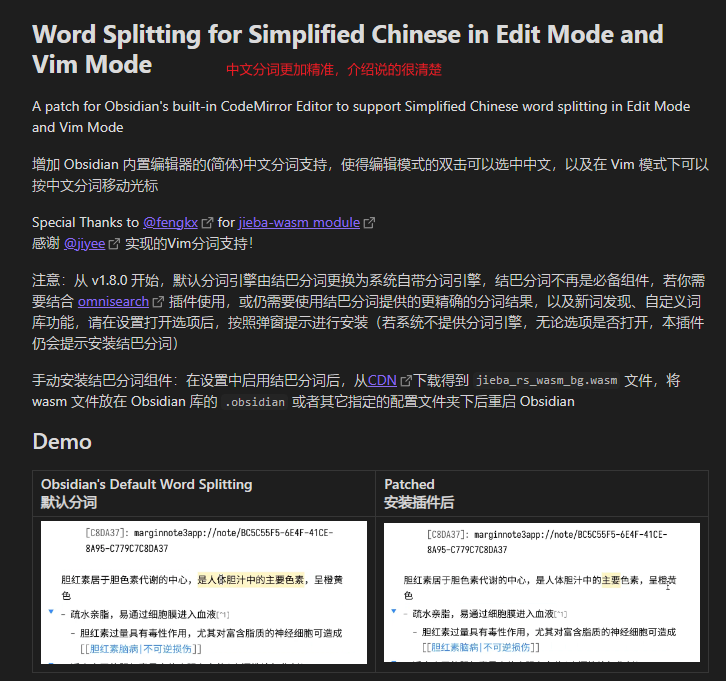 Word Splitting for Simplified Chinese in Edit Mode and
Vim Mode
中文分词更加精准，介绍说的很清楚
A patch for Obsidian's built-in CodeMirror Editor to support Simplified Chinese word splitting in Edit Mode
and Vim Mode
增加 Obsidian 内置编辑器的(简体)中文分词支持，使得编辑模式的双击可以选中中文，以及在 Vim 模式下可以
按中文分词移动光标
Special Thanks to @fengkx for jieba-wasm module
感谢 @jiyee 实现的Vim分词支持！
注意：从 v1.8.0 开始，默认分词引擎由结巴分词更换为系统自带分词引擎，结巴分词不再是必备组件，若你需
要结合 omnisearch 插件使用，或仍需要使用结巴分词提供的更精确的分词结果，以及新词发现、自定义词
库功能，请在设置打开选项后，按照弹窗提示进行安装（若系统不提供分词引擎，无论选项是否打开，本插件
仍会提示安装结巴分词）
手动安装结巴分词组件：在设置中启用结巴分词后，从CDN下载得到 jieba_rs_wasm_bg.wasm 文件，将
wasm 文件放在 Obsidian 库的 .obsidian 或者其它指定的配置文件夹下后重启 Obsidian
Demo
Obsidian's Default Word Splitting
默认分词
Patched
安装插件后
[C8DA37]: marginnote3app://note/BC5C55F5-6E4F-41CE-
8A95-C779C7C8DA37
胆红素居于胆色素代谢的中心，是人体胆汁中的主要色素，呈橙黄
色
- 疏水亲脂，易通过细胞膜进入血液[^1]
- 胆红素过量具有毒性作用，尤其对富含脂质的神经细胞可造成
[[胆红素脑病|不可逆损伤]]
[C8DA37]: marginnote3app://note/BC5C55F5-6E4F-41CE-
8A95-C779C7C8DA37
胆红素居于胆色素代谢的中心，是人体胆汁中的主要色素，呈橙黄
色
- 疏水亲脂，易通过细胞膜进入血液[^1]
- 胆红素过量具有毒性作用，尤其对富含脂质的神经细胞可造成
[[胆红素脑病|不可逆损伤]]